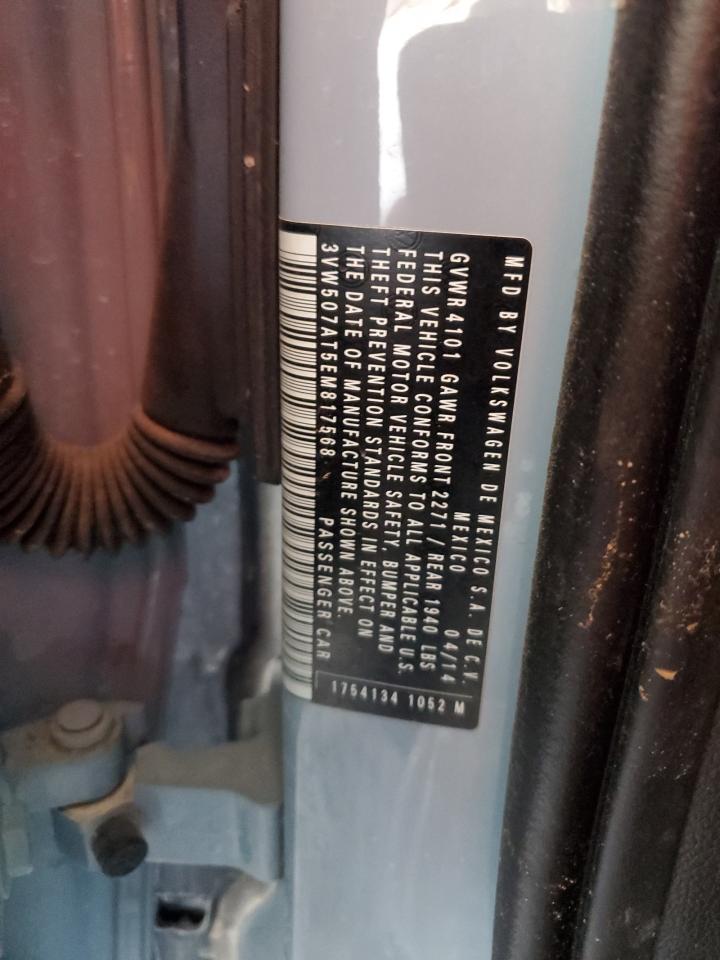 MFD BY VOLKSWAGEN DE MEXICO S.A. DE C.V.
MEXICO 04/14
GVWR 4101 GAWR FRONT 2271 / REAR 1940 LBS
THIS VEHICLE CONFORMS TO ALL APPLICABLE U.S.
FEDERAL MOTOR VEHICLE SAFETY, BUMPER AND
THEFT PREVENTION STANDARDS IN EFFECT ON
THE DATE OF MANUFACTURE SHOWN ABOVE.
3VW507AT5EM817568 PASSENGER CAR
1754134 1052 M